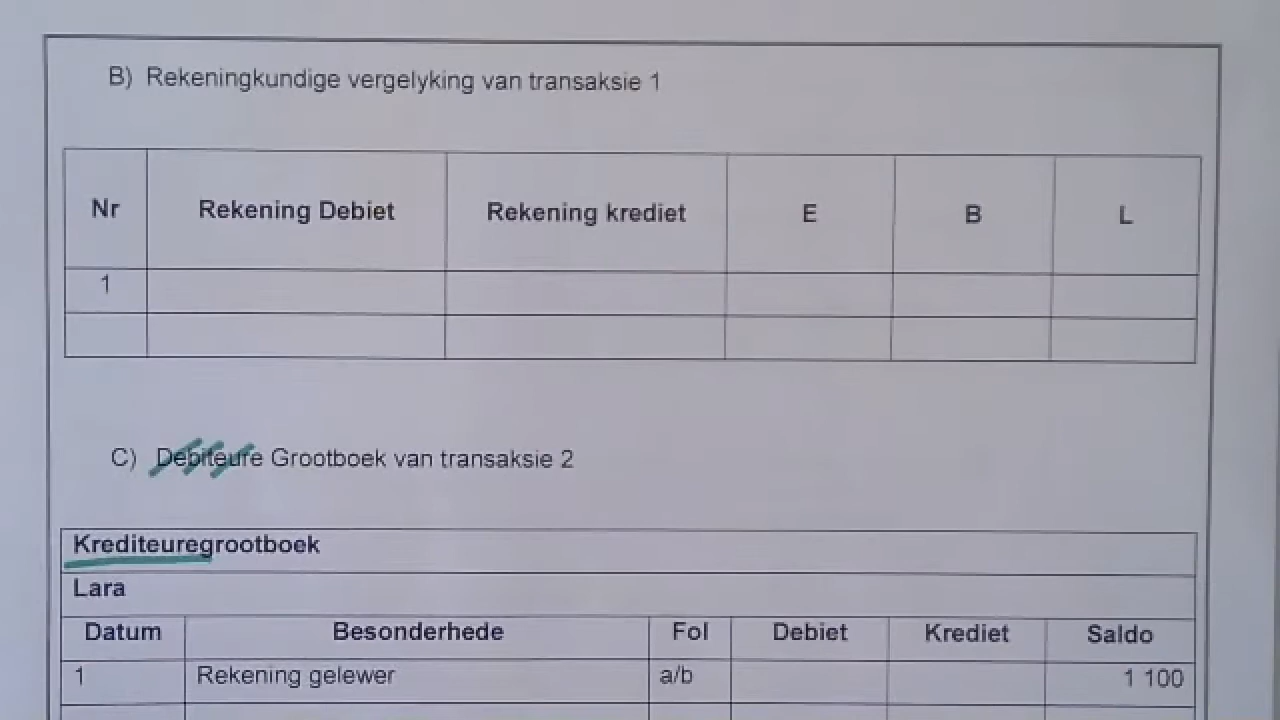 B) Rekeningkundige vergelyking van transaksie 1
Nr Rekening Debiet Rekening krediet E B L
1
C) Debiteure Grootboek van transaksie 2
Krediteuregrootboek
Lara
Datum Besonderhede Fol Debiet Krediet Saldo
1 Rekening gelewer a/b 1 100